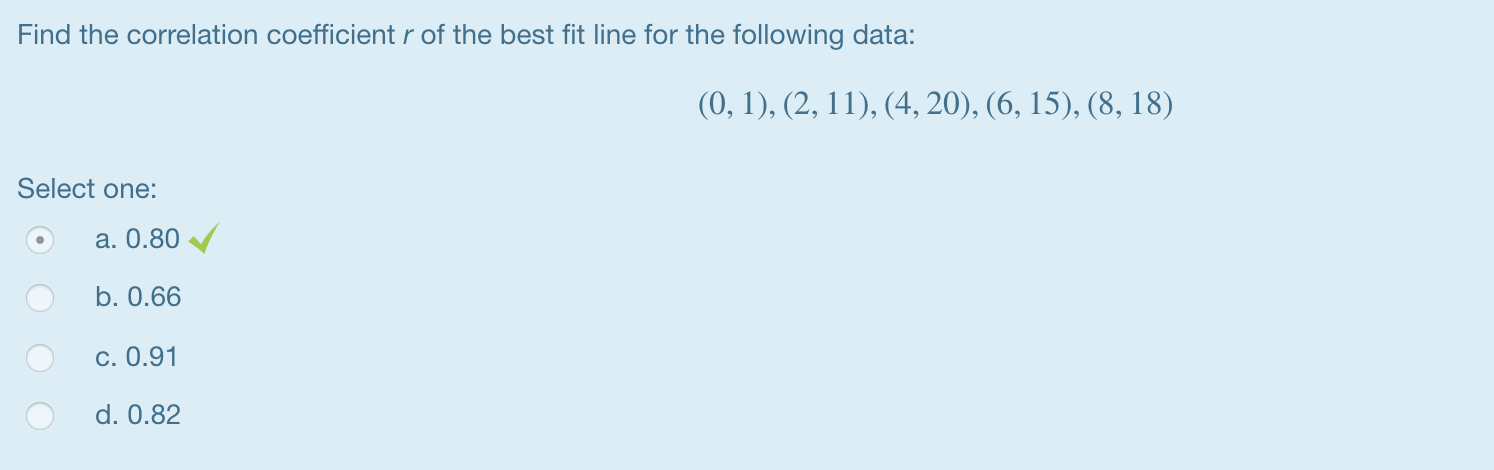 Find the correlation coefficient r of the best fit line for the following data:
(0, 1), (2, 11), (4, 20), (6, 15), (8, 18)
Select one:
a. 0.80
b. 0.66
c. 0.91
d. 0.82